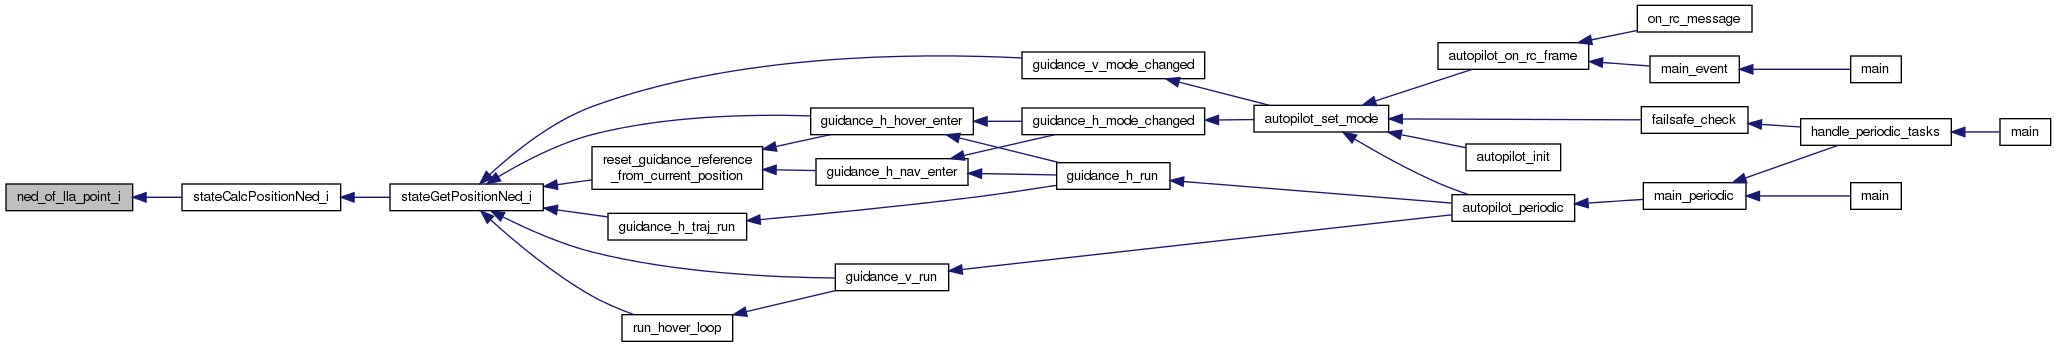 ned_of_lla_point_i
stateCalcPositionNed_i
stateGetPositionNed_i
guidance_v_mode_changed
guidance_h_hover_enter
reset_guidance_reference
_from_current_position
guidance_h_traj_run
run_hover_loop
guidance_h_mode_changed
guidance_h_nav_enter
guidance_h_run
guidance_v_run
autopilot_set_mode
autopilot_on_rc_frame
on_rc_message
main_event
main
failsafe_check
autopilot_init
autopilot_periodic
main_periodic
handle_periodic_tasks
main
main